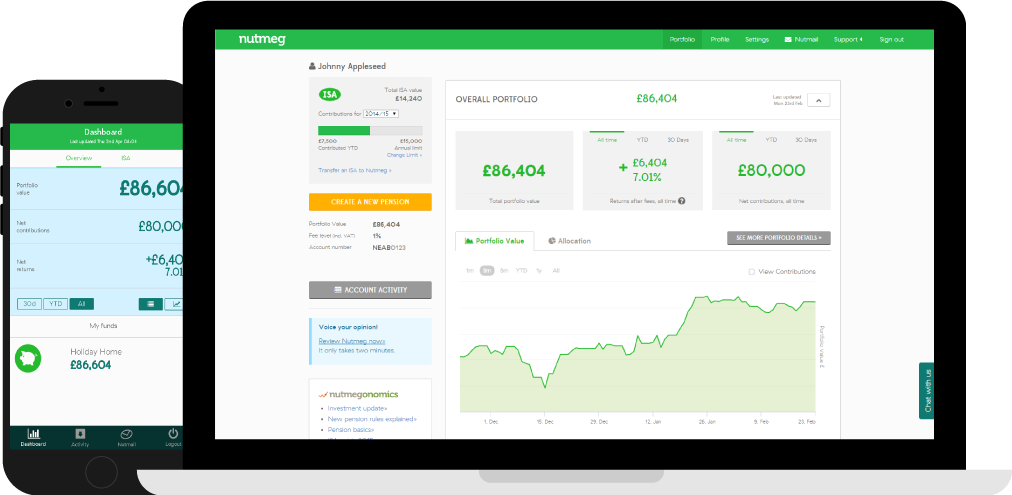 Dashboard
Last updated Thu 2nd Apr 04:03
Overview
ISA
Portfolio
value
£86,604
Net
contributions
£80,000
Net
returns
+£6,40
7.01
30d
YTD
All
My funds
Holiday Home
£86,604
Dashboard
Activity
Nutmail
Logout
nutmeg
Portfolio
Profile
Settings
Nutmail
Support
Sign out
Johnny Appleseed
ISA
Total ISA value
£14,240
Contributions for 2014/15
£7,500
£15,000
Contributed YTD
Annual limit
Change Limit >
Transfer an ISA to Nutmeg >
CREATE A NEW PENSION
Portfolio Value £86,404
Fee level (incl. VAT) 1%
Account number NEAB0123
ACCOUNT ACTIVITY
Voice your opinion!
Review Nutmeg now»
It only takes two minutes.
nutmegonomics
• Investment update»
• New pension rules explained»
• Pension basics»
OVERALL PORTFOLIO
£86,404
Last updated
Mon 23rd Feb
£86,404
Total portfolio value
All time
YTD
30 Days
+ £6,404
7.01%
Returns after fees, all time ?
All time
YTD
30 Days
£80,000
Net contributions, all time
Portfolio Value
Allocation
SEE MORE PORTFOLIO DETAILS »
1m
3m
6m
YTD
1y
All
View Contributions
Portfolio Value £
1. Dec
15. Dec
29. Dec
12. Jan
26. Jan
9. Feb
23. Feb
Chat with us